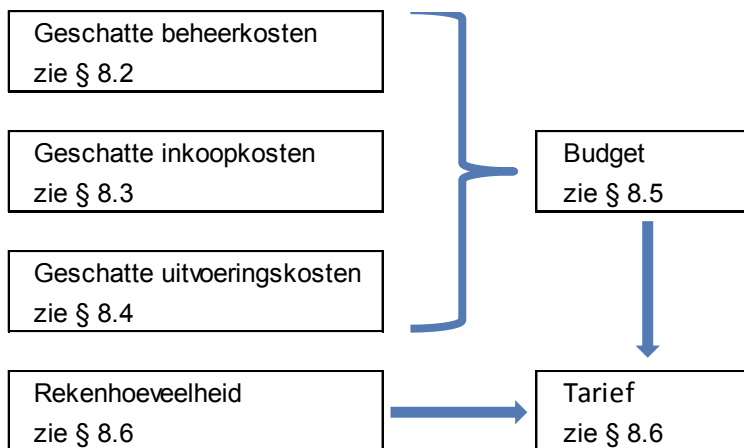 Geschatte beheerkosten
zie § 8.2
Geschatte inkoopkosten
zie § 8.3
Budget
zie § 8.5
Geschatte uitvoeringskosten
zie § 8.4
Rekenhoeveelheid
zie § 8.6
Tarief
zie § 8.6